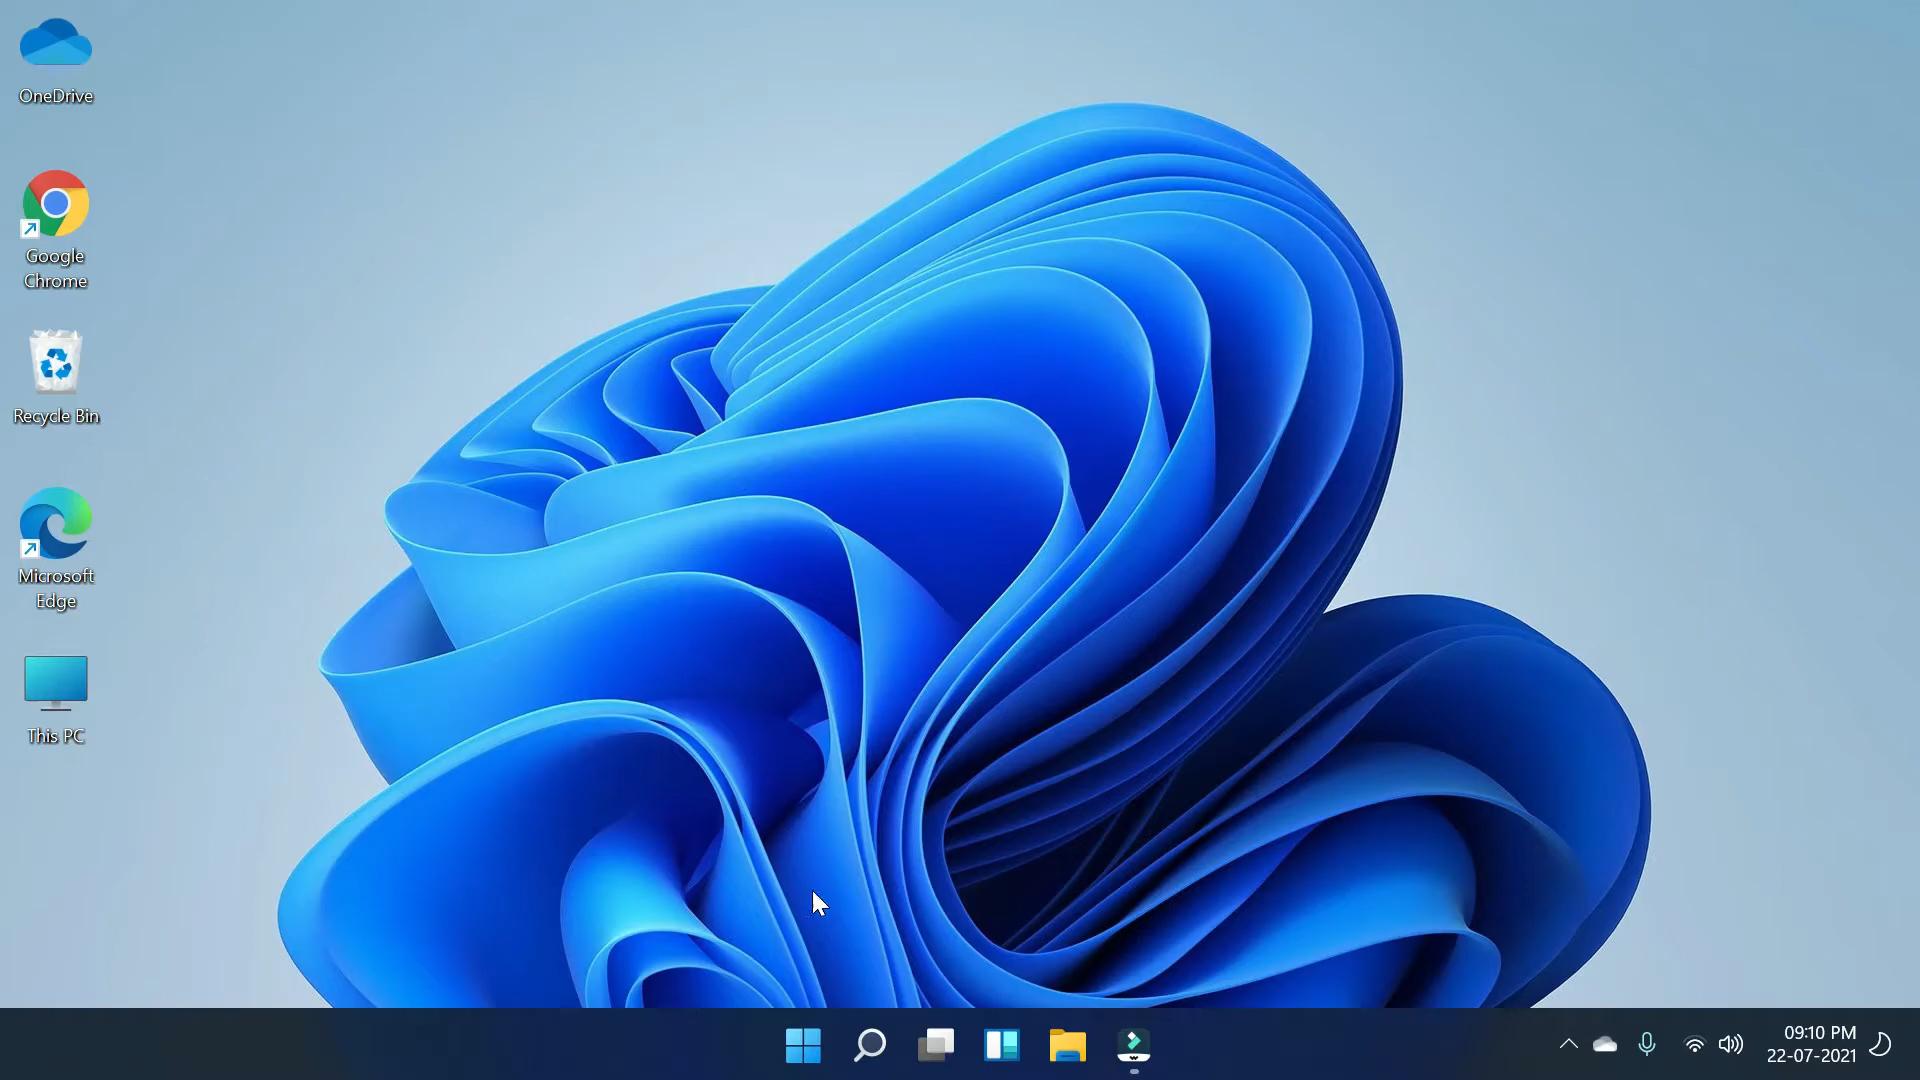 OneDrive
Google
Chrome
Recycle Bin
Microsoft
Edge
This PC
09:10 PM
22-07-2021